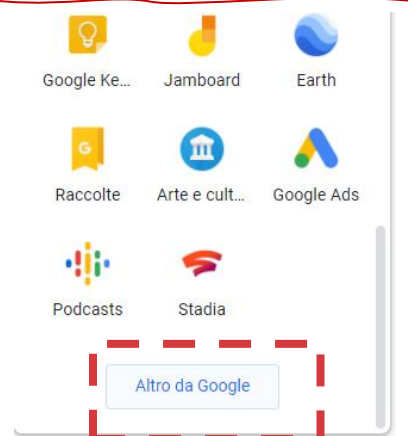 Google Ke... Jamboard Earth
G
Raccolte Arte e cult... Google Ads
Podcasts Stadia
Altro da Google